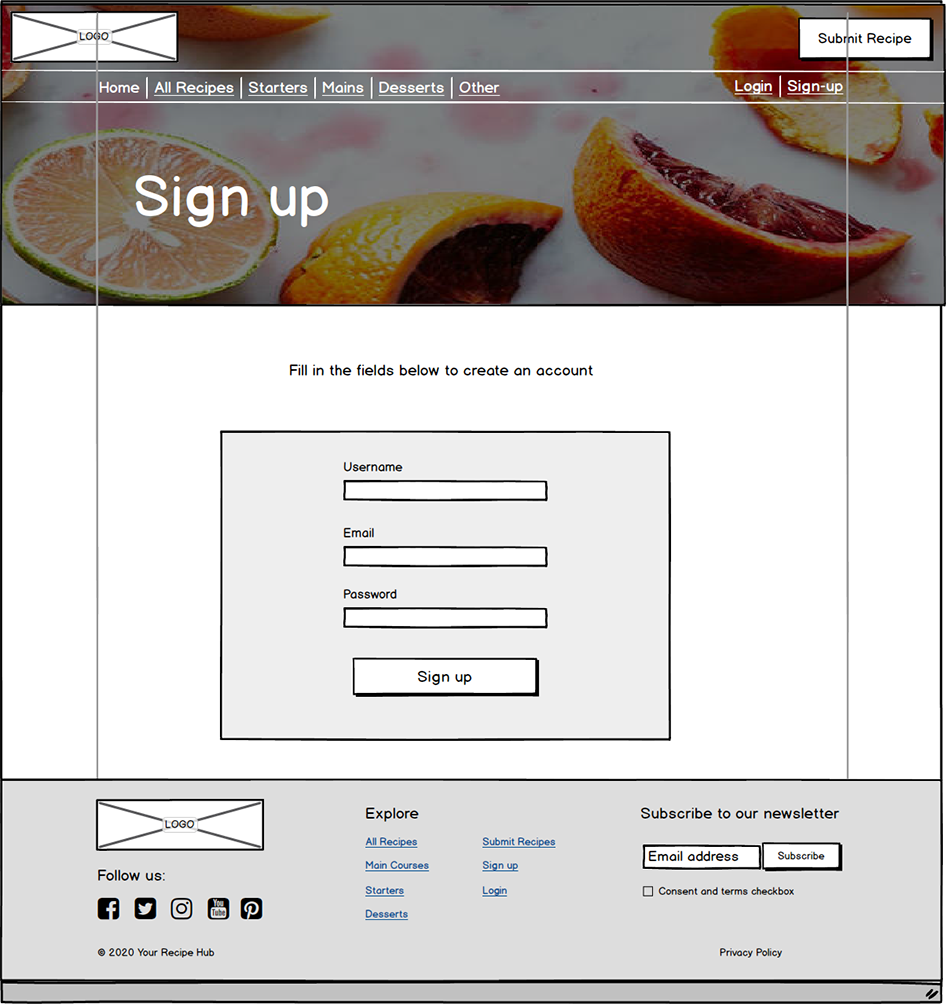 LOGO
Submit Recipe
Home All Recipes Starters Mains Desserts Other
Login Sign-up
Sign up
Fill in the fields below to create an account
Username
Email
Password
Sign up
LOGO
Follow us:
You Tube
© 2020 Your Recipe Hub
Explore
All Recipes
Main Courses
Starters
Desserts
Submit Recipes
Sign up
Login
Subscribe to our newsletter
Email address
Subscribe
Consent and terms checkbox
Privacy Policy